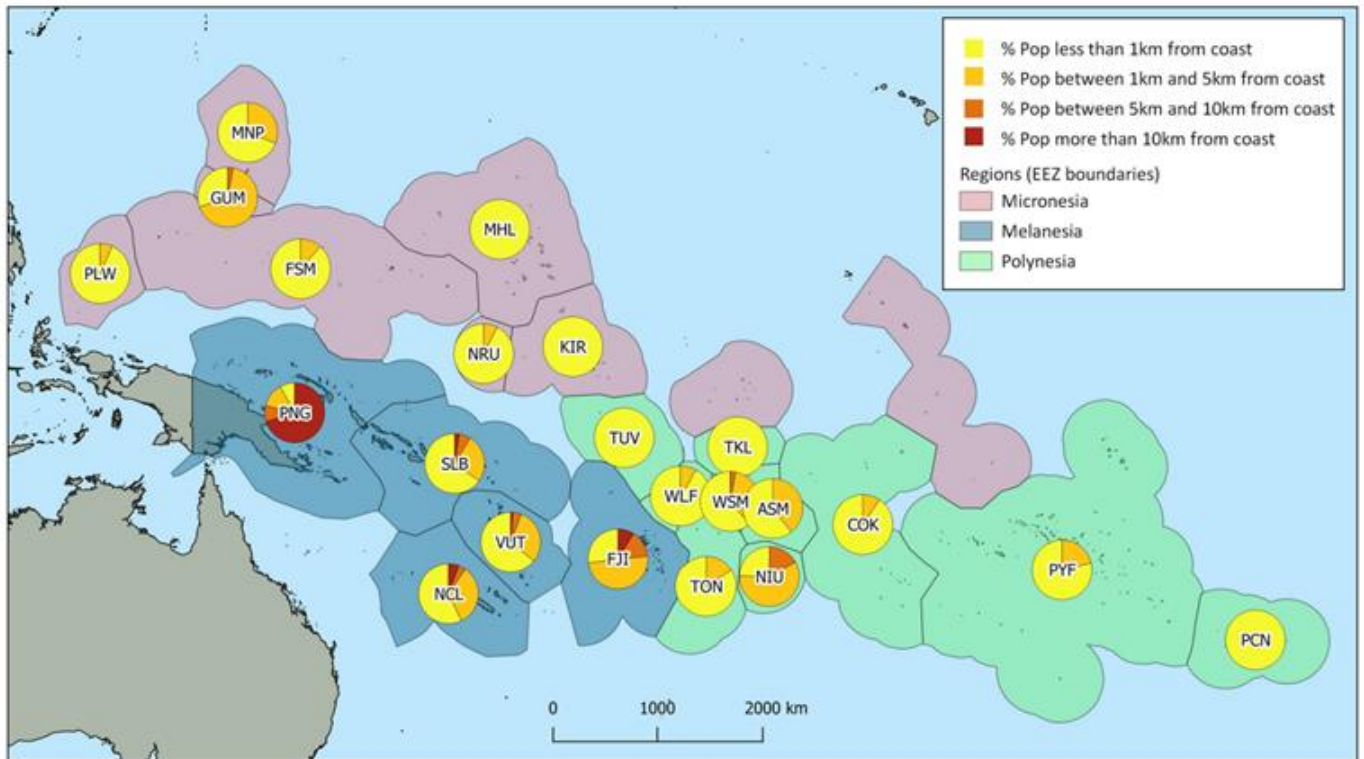 % Pop less than 1km from coast
% Pop between 1km and 5km from coast
% Pop between 5km and 10km from coast
% Pop more than 10km from coast
Regions (EEZ boundaries)
Micronesia
Melanesia
Polynesia
MNP
GUM
MHL
PLW
FSM
NRU
KIR
PNG
TUV
TKL
SLB
WLF
WSM
ASM
COK
VUT
FJI
TON
NIU
PYF
NCL
PCN
0 1000 2000 km